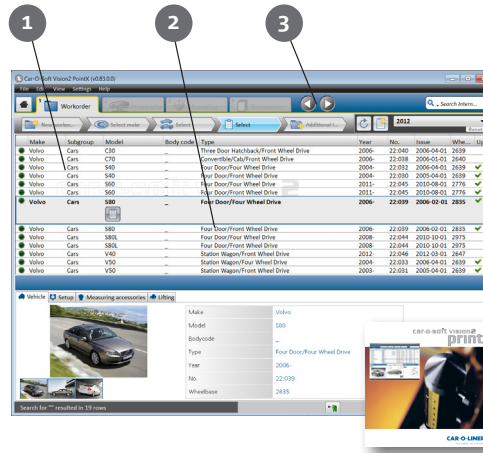 1 2 3
Car-O-Soft Vision2 PointX (v0.83.0.0)
File Edit View Settings Help
1 Workorder Search Intern...
New workor... Select make Select Select Additional i... 2012
Reset
Make Subgroup Model Body code Type Year No. Issue Whe... Up
Volvo Cars C30 _ Three Door Hatchback/Front Wheel Drive 2006- 22:040 2006-04-01 2639
Volvo Cars C70 _ Convertible/Cab/Front Wheel Drive 2006- 22:038 2006-01-01 2640
Volvo Cars S40 _ Four Door/Four Wheel Drive 2004- 22:032 2006-04-01 2639
Volvo Cars S40 _ Four Door/Front Wheel Drive 2004- 22:030 2005-04-01 2639
Volvo Cars S60 _ Four Door/Four Wheel Drive 2011- 22:045 2010-08-01 2776
Volvo Cars S60 _ Four Door/Front Wheel Drive 2011- 22:045 2010-08-01 2776
Volvo Cars S80 _ Four Door/Four Wheel Drive 2006- 22:039 2006-02-01 2835
Volvo Cars S80 _ Four Door/Front Wheel Drive 2006- 22:039 2006-02-01 2835
Volvo Cars S80L _ Four Door/Front Wheel Drive 2008- 22:044 2010-10-01 2975
Volvo Cars S80L _ Four Door/Four Wheel Drive 2008- 22:044 2010-10-01 2975
Volvo Cars V40 _ Station Wagon/Front Wheel Drive 2012- 22:046 2012-03-01 2647
Volvo Cars V50 _ Station Wagon/Four Wheel Drive 2004- 22:033 2006-04-01 2639
Volvo Cars V50 _ Station Wagon/Front Wheel Drive 2003- 22:031 2005-04-01 2639
Vehicle Setup Measuring accessories Lifting
Make Volvo
Model S80
Bodycode _
Type Four Door/Four Wheel Drive
Year 2006-
No. 22:039
Wheelbase 2835
car-o-soft vision2
print
CAR-O-LINER
Search for "" resulted in 19 rows